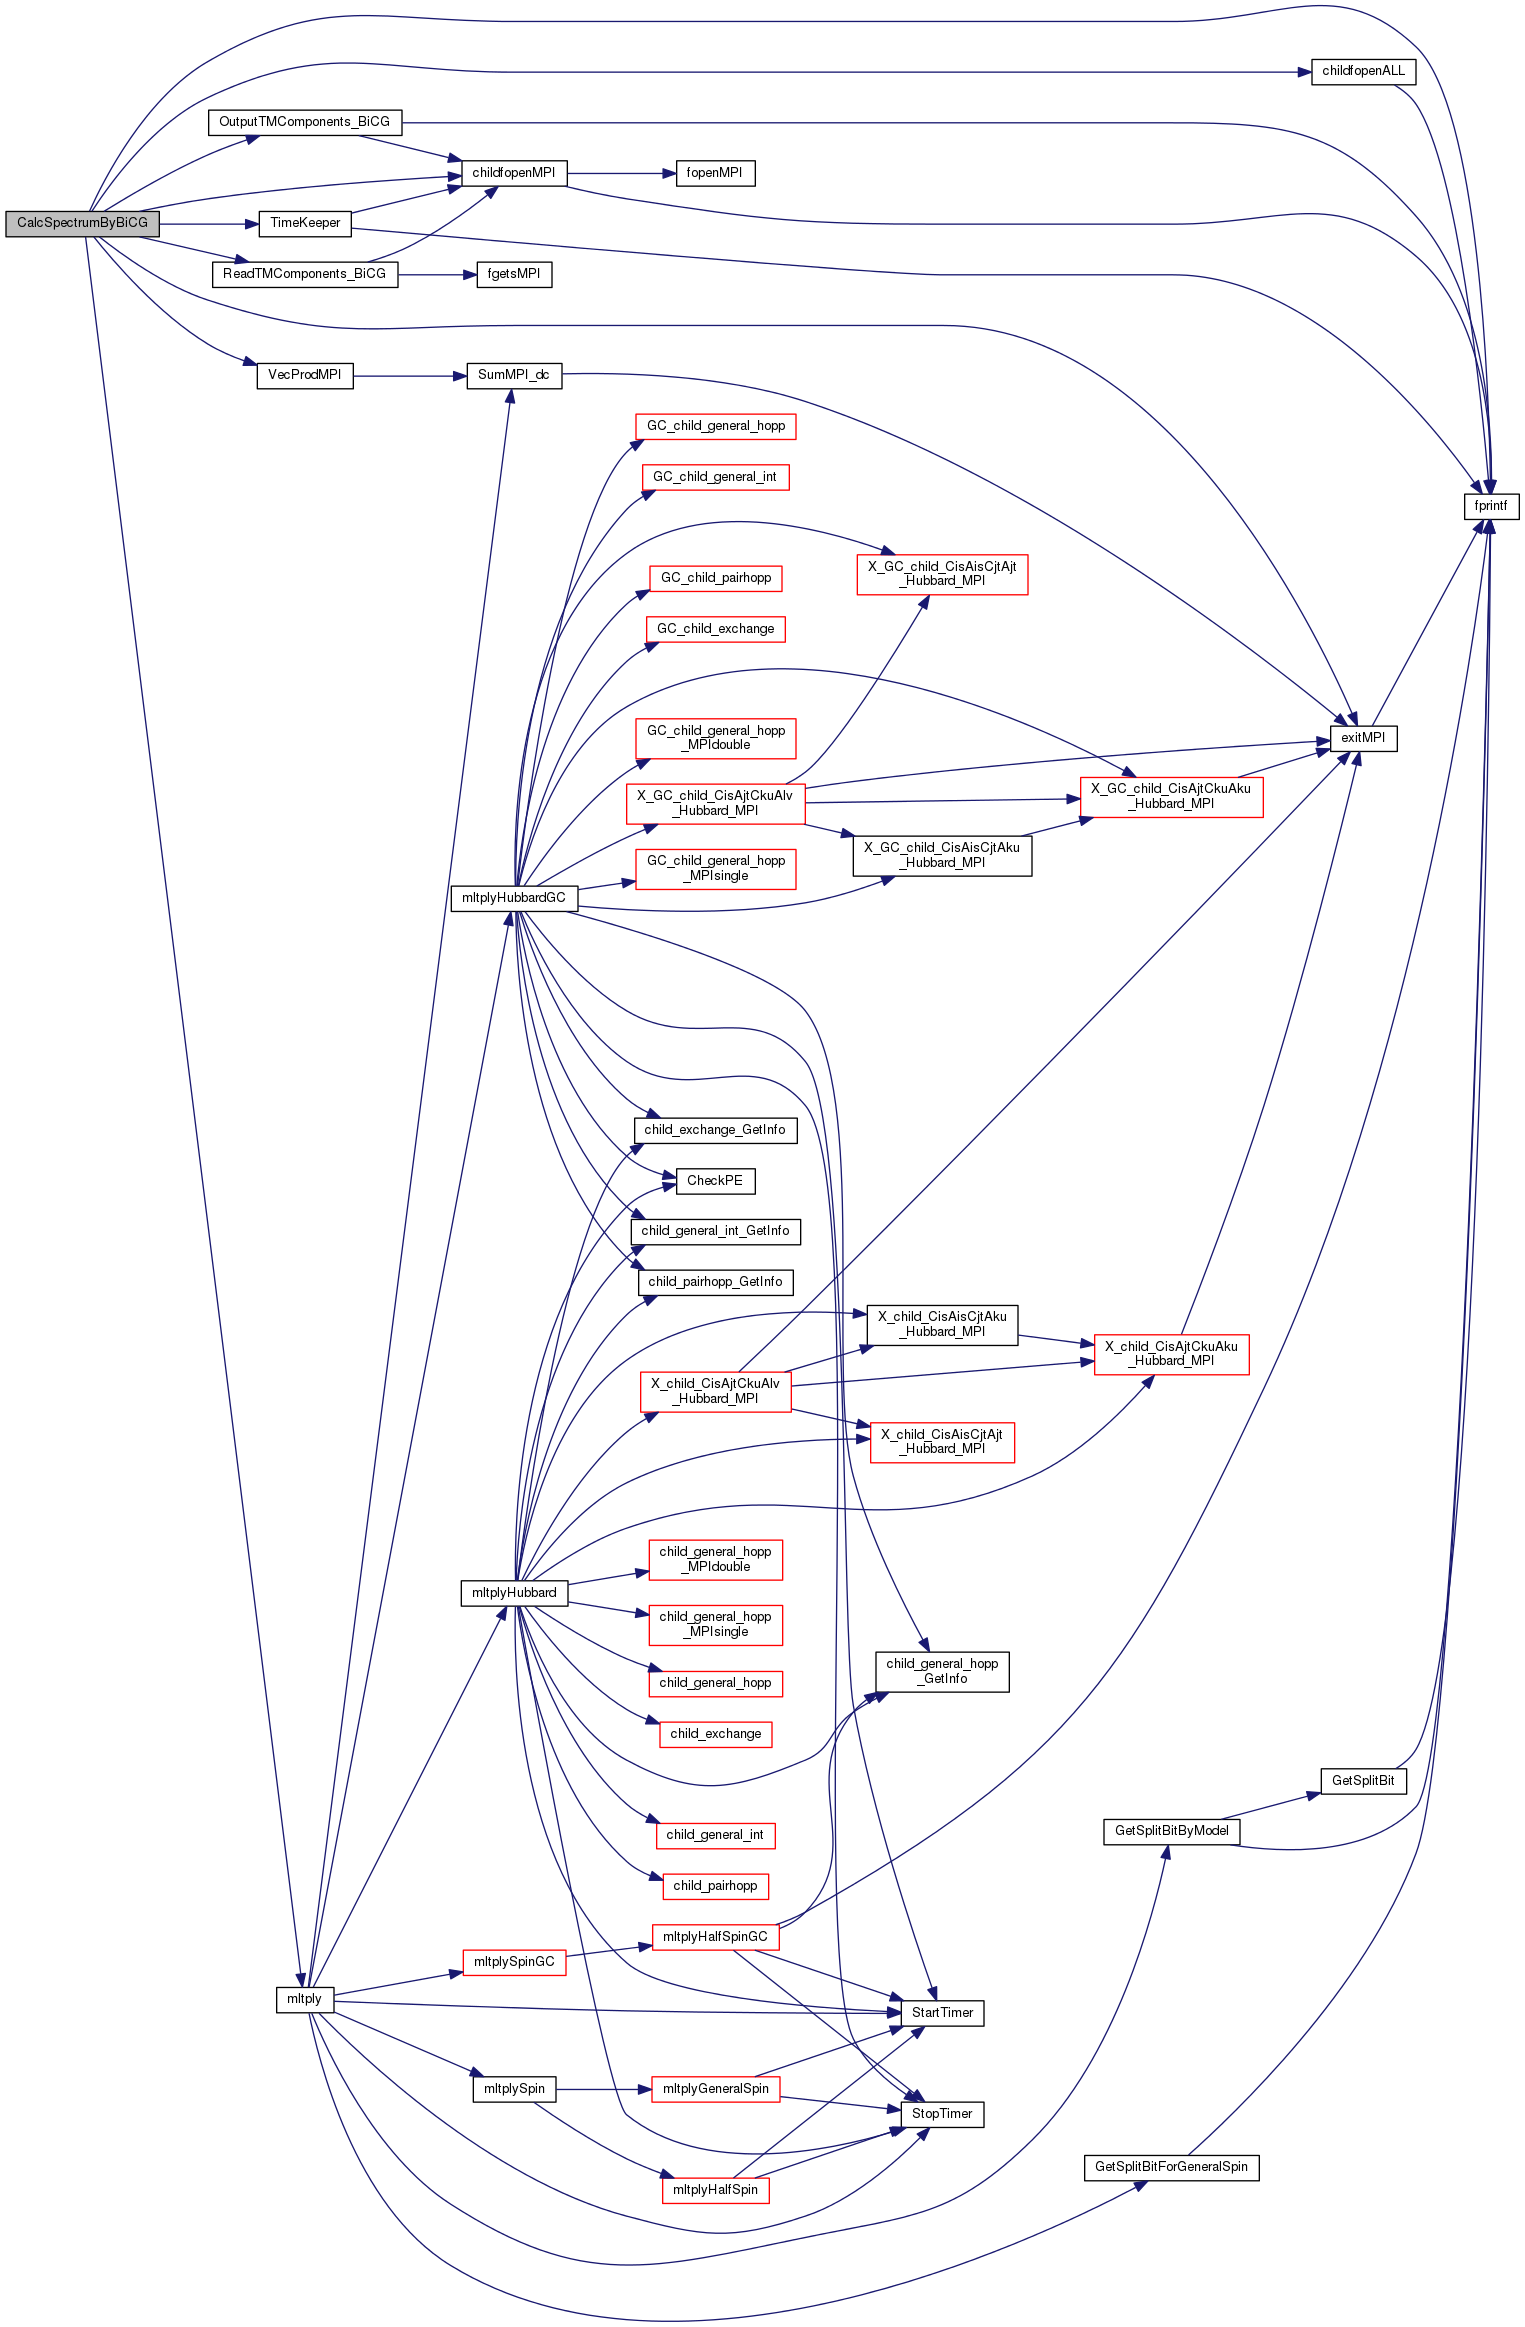 childfopenALL
OutputTMComponents_BiCG
childfopenMPI
fopenMPI
CalcSpectrumByBiCG
TimeKeeper
ReadTMComponents_BiCG
fgetsMPI
VecProdMPI
SumMPI_dc
GC_child_general_hopp
GC_child_general_int
fprintf
X_GC_child_CisAisCjtAjt
_Hubbard_MPI
GC_child_pairhopp
GC_child_exchange
GC_child_general_hopp
_MPIdouble
exitMPI
X_GC_child_CisAjtCkuAlv
_Hubbard_MPI
X_GC_child_CisAjtCkuAku
_Hubbard_MPI
X_GC_child_CisAisCjtAku
_Hubbard_MPI
GC_child_general_hopp
_MPIsingle
mltplyHubbardGC
child_exchange_GetInfo
CheckPE
child_general_int_GetInfo
child_pairhopp_GetInfo
X_child_CisAisCjtAku
_Hubbard_MPI
X_child_CisAjtCkuAku
_Hubbard_MPI
X_child_CisAjtCkuAlv
_Hubbard_MPI
X_child_CisAisCjtAjt
_Hubbard_MPI
child_general_hopp
_MPIdouble
mltplyHubbard
child_general_hopp
_MPIsingle
child_general_hopp
_GetInfo
child_general_hopp
child_exchange
GetSplitBit
GetSplitBitByModel
child_general_int
child_pairhopp
mltplyHalfSpinGC
mltplySpinGC
mltply
StartTimer
mltplySpin
mltplyGeneralSpin
StopTimer
GetSplitBitForGeneralSpin
mltplyHalfSpin